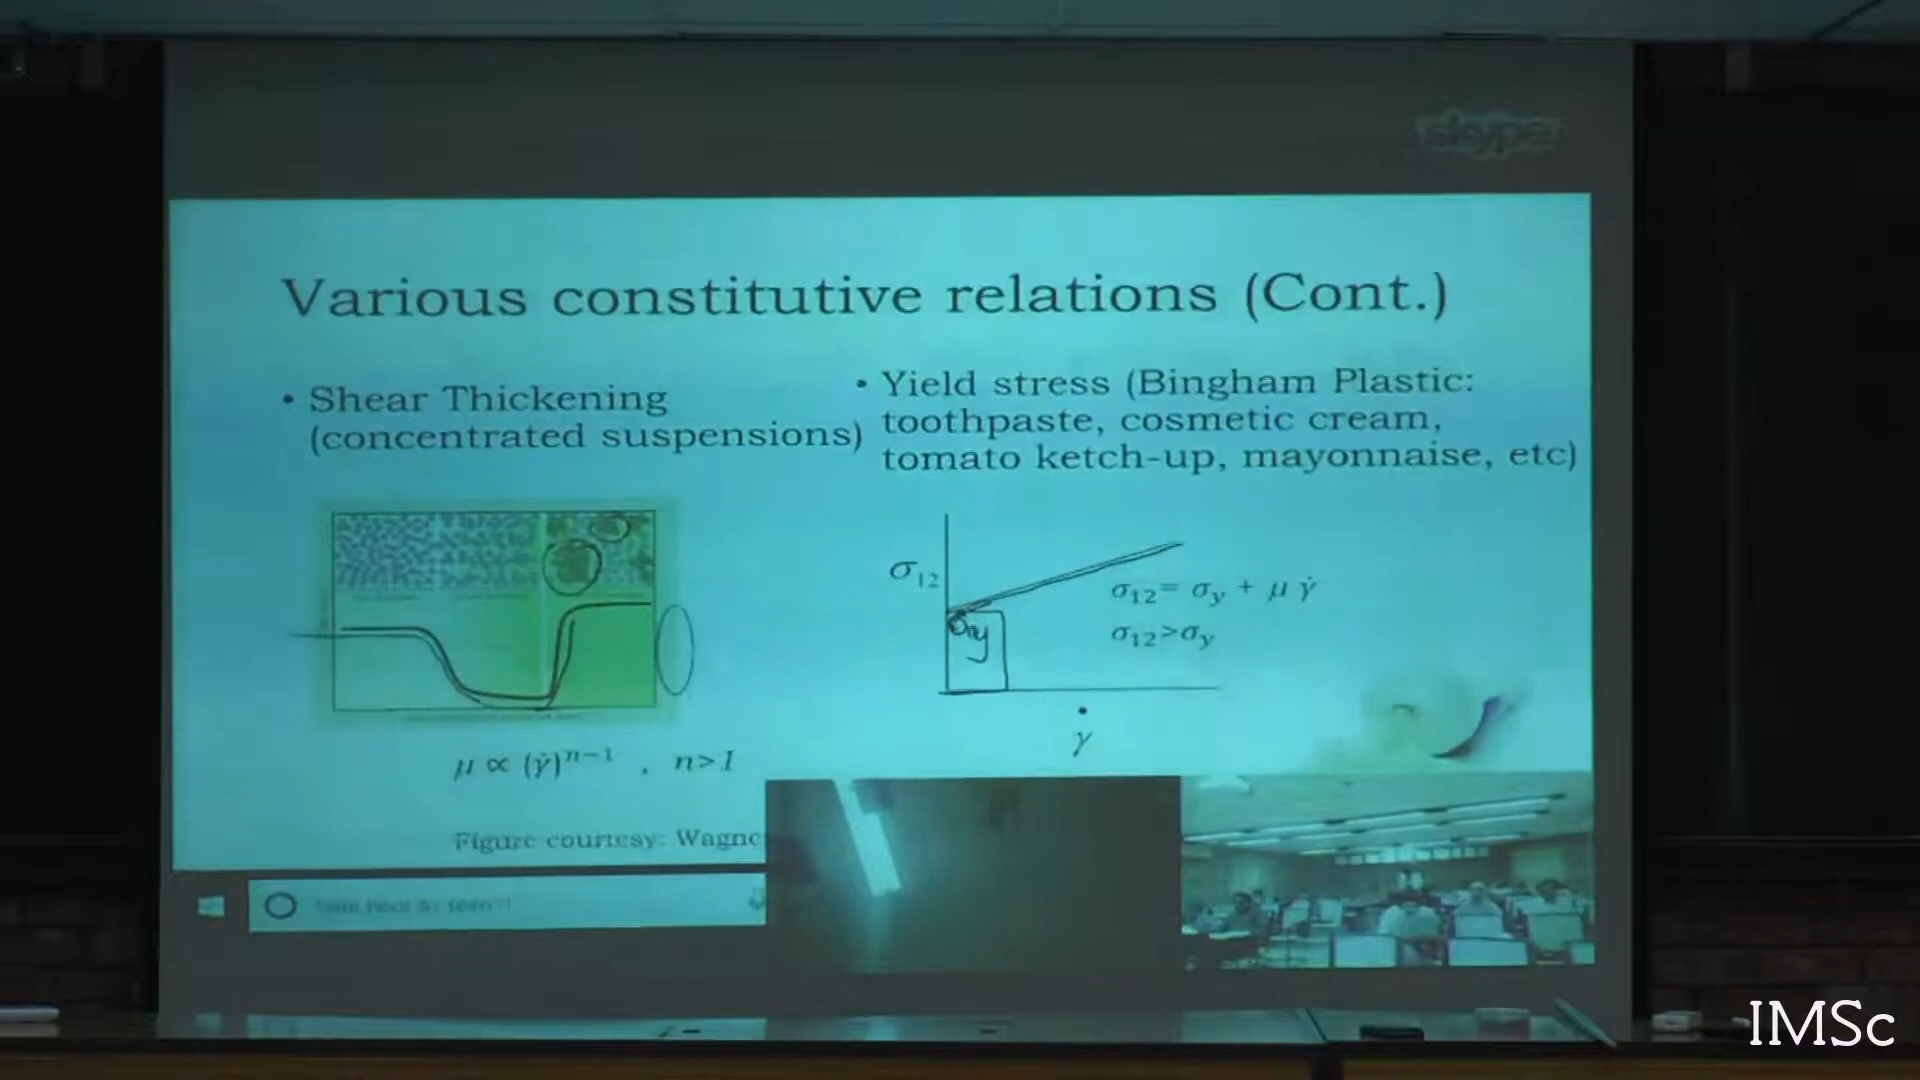 skype
Various constitutive relations (Cont.)
• Shear Thickening
(concentrated suspensions)
• Yield stress (Bingham Plastic:
toothpaste, cosmetic cream,
tomato ketch-up, mayonnaise, etc)
σ₁₂
σy
σ₁₂= σy + μ γ̇
σ₁₂>σy
γ̇
μ ∝ (γ̇)ⁿ⁻¹ , n>1
Figure courtesy: Wagne
IMSc